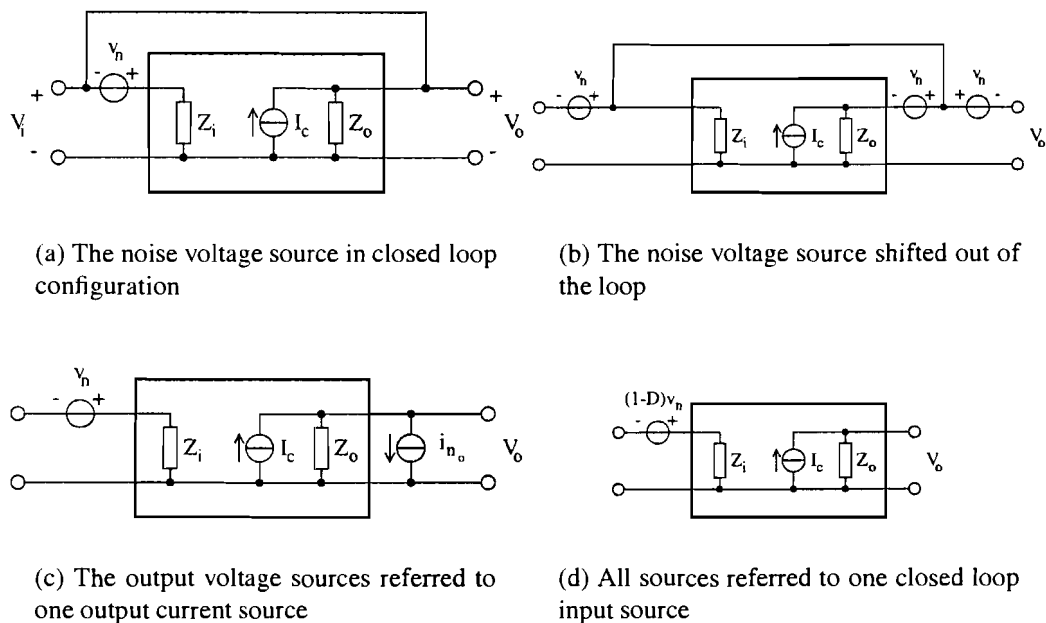 v_n
+
V_i
-
- +
Z_i
I_c
Z_o
+
V_o
-
v_n
- +
Z_i
I_c
Z_o
v_n
- +
v_n
+ -
V_o
(a) The noise voltage source in closed loop
configuration
(b) The noise voltage source shifted out of
the loop
v_n
- +
Z_i
I_c
Z_o
i_{n_o}
V_o
(1-D)v_n
- +
Z_i
I_c
Z_o
V_o
(c) The output voltage sources referred to
one output current source
(d) All sources referred to one closed loop
input source